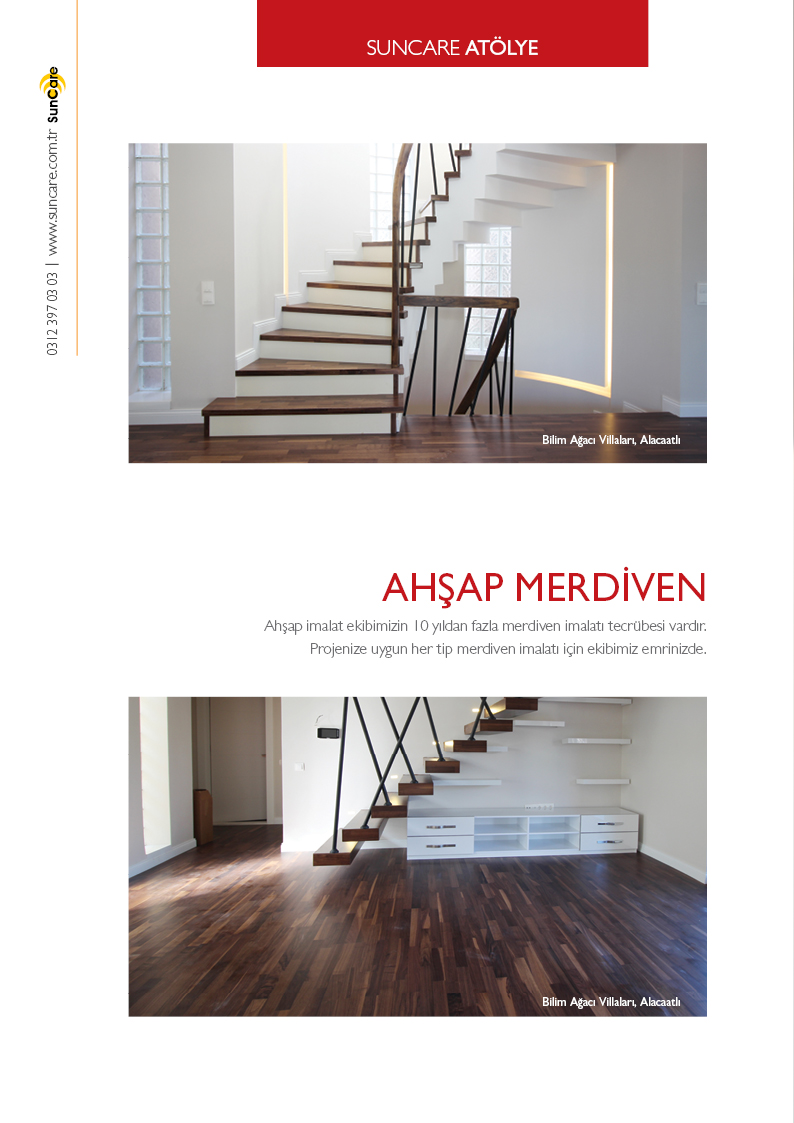 SUNCARE ATÖLYE
0312 397 03 03 | www.suncare.com.tr SunCare
Bilim Ağacı Villaları, Alacaatlı
AHŞAP MERDİVEN
Ahşap imalat ekibimizin 10 yıldan fazla merdiven imalatı tecrübesi vardır.
Projenize uygun her tip merdiven imalatı için ekibimiz emrinizde.
Bilim Ağacı Villaları, Alacaatlı